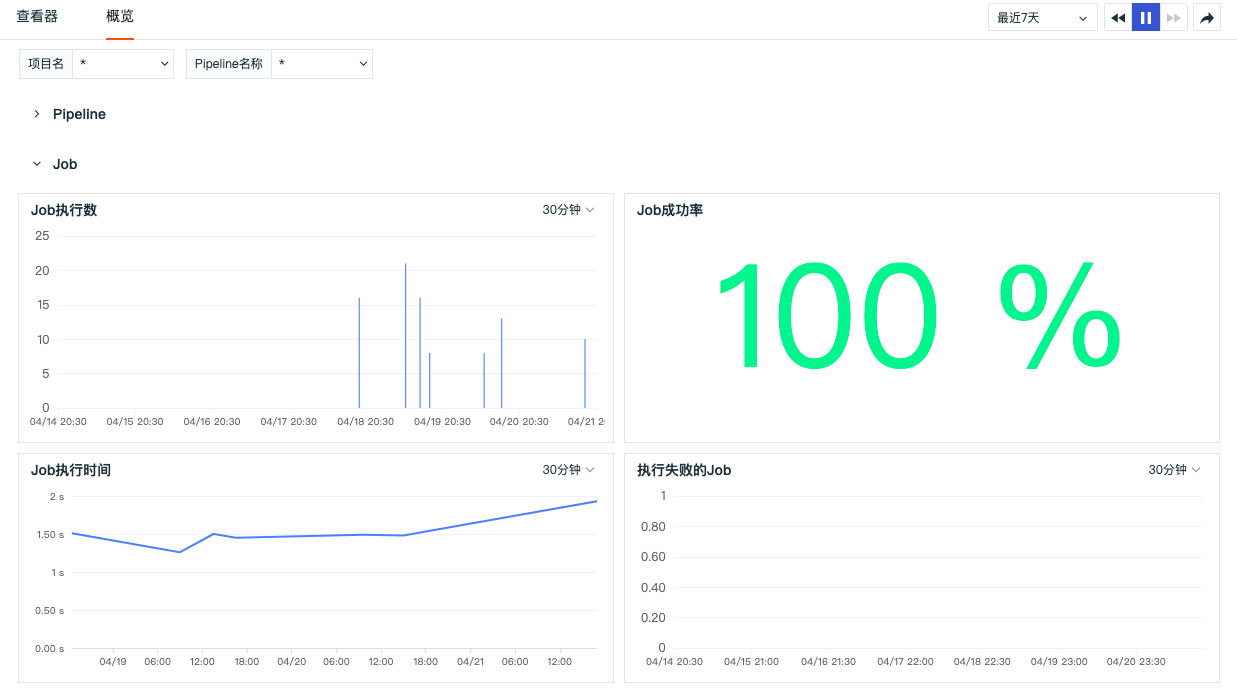 查看器 概览 最近7天
项目名 * Pipeline名称 *
Pipeline
Job
Job执行数 30分钟
25
20
15
10
5
0
04/14 20:30 04/15 20:30 04/16 20:30 04/17 20:30 04/18 20:30 04/19 20:30 04/20 20:30 04/21 2
Job成功率
100 %
Job执行时间 30分钟
2 s
1.50 s
1 s
0.50 s
0.00 s
04/19 06:00 12:00 18:00 04/20 06:00 12:00 18:00 04/21 06:00 12:00
执行失败的Job 30分钟
1
0.80
0.60
0.40
0.20
0
04/14 20:30 04/15 21:00 04/16 21:30 04/17 22:00 04/18 22:30 04/19 23:00 04/20 23:30